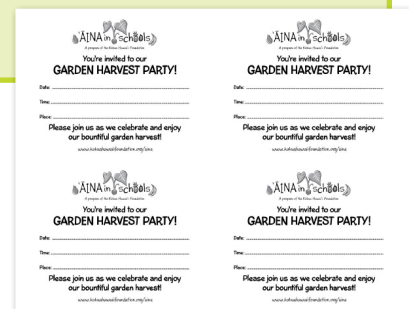 'ĀINA in schools
A program of the Kōkua Hawai'i Foundation
You're invited to our
GARDEN HARVEST PARTY!
Date:
Time:
Place:
Please join us as we celebrate and enjoy
our bountiful garden harvest!
www.kokuahawaiifoundation.org/aina
'ĀINA in schools
A program of the Kōkua Hawai'i Foundation
You're invited to our
GARDEN HARVEST PARTY!
Date:
Time:
Place:
Please join us as we celebrate and enjoy
our bountiful garden harvest!
www.kokuahawaiifoundation.org/aina
'ĀINA in schools
A program of the Kōkua Hawai'i Foundation
You're invited to our
GARDEN HARVEST PARTY!
Date:
Time:
Place:
Please join us as we celebrate and enjoy
our bountiful garden harvest!
www.kokuahawaiifoundation.org/aina
'ĀINA in schools
A program of the Kōkua Hawai'i Foundation
You're invited to our
GARDEN HARVEST PARTY!
Date:
Time:
Place:
Please join us as we celebrate and enjoy
our bountiful garden harvest!
www.kokuahawaiifoundation.org/aina